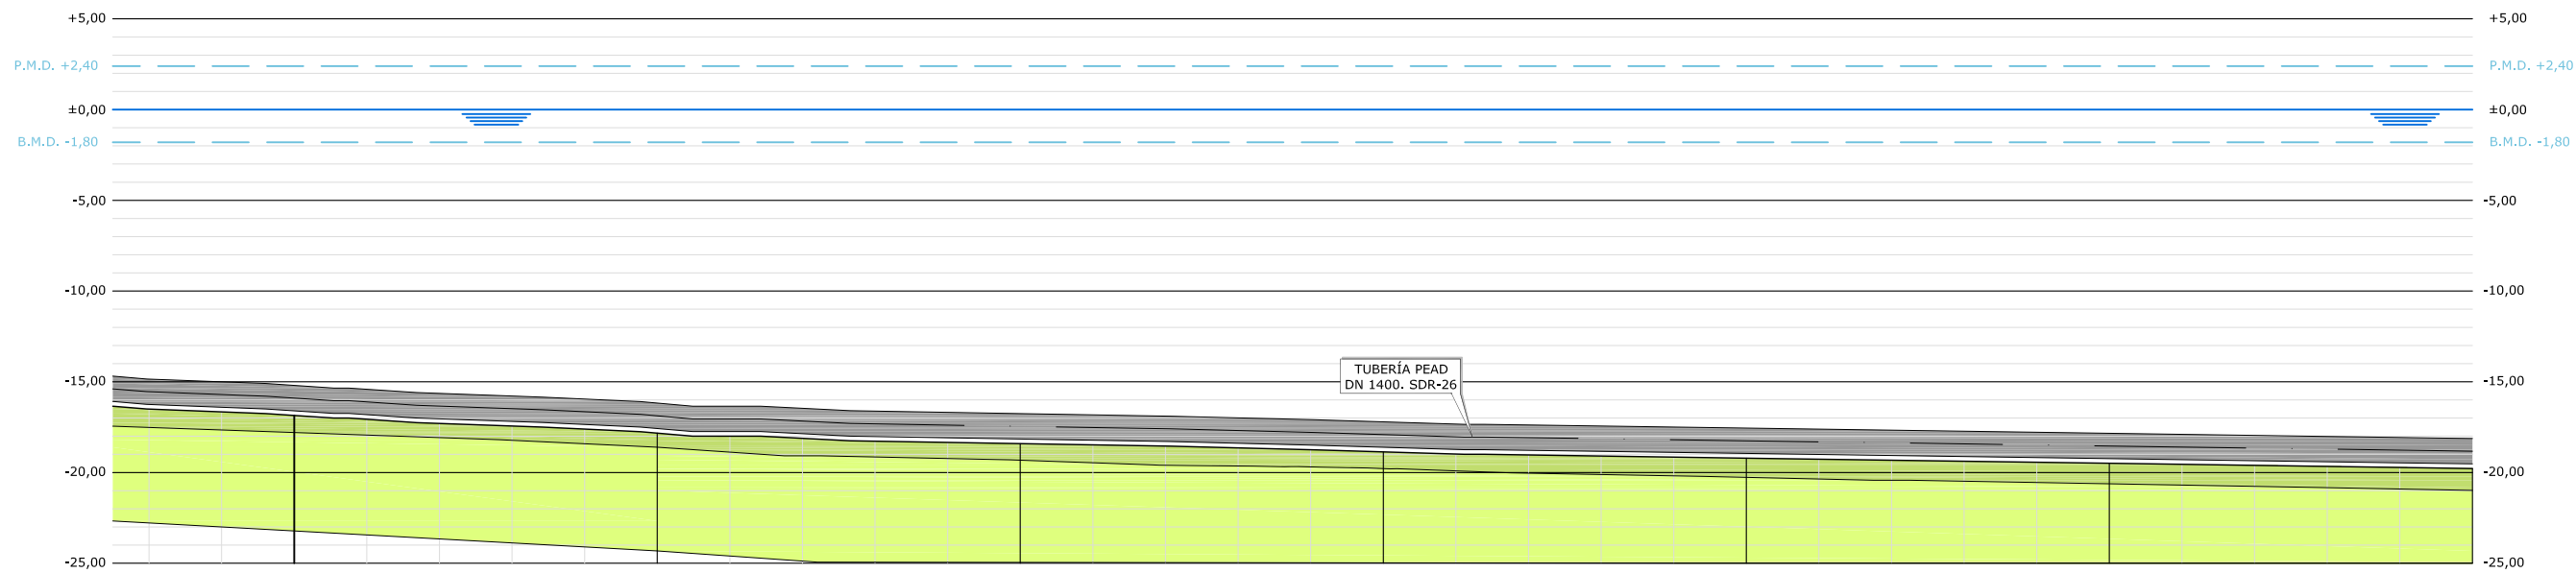 +5,00 +5,00
P.M.D. +2,40 P.M.D. +2,40
±0,00 ±0,00
B.M.D. -1,80 B.M.D. -1,80
-5,00 -5,00
-10,00 -10,00
TUBERÍA PEAD
DN 1400. SDR-26
-15,00 -15,00
-20,00 -20,00
-25,00 -25,00